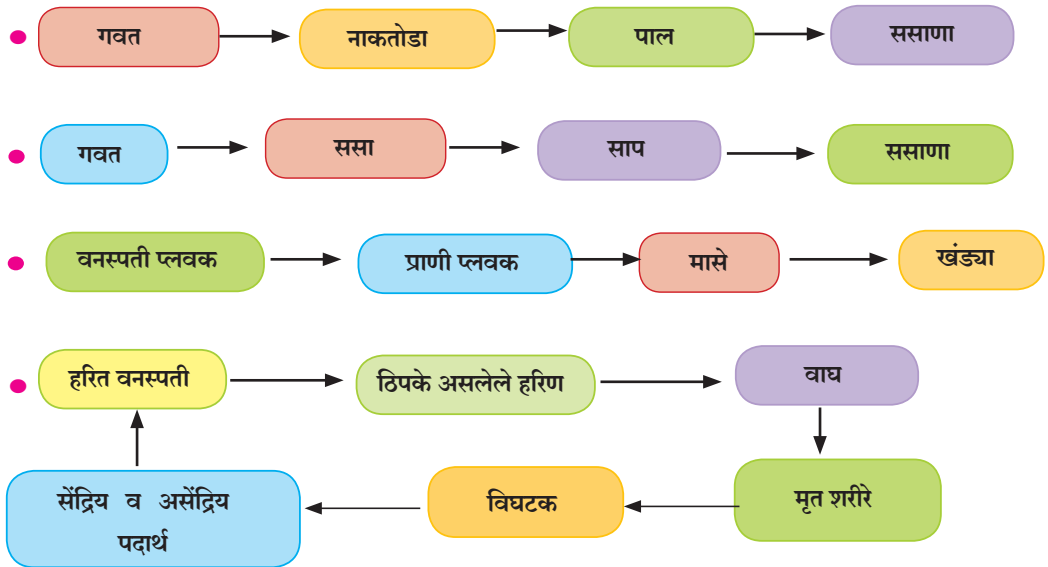 गवत नाकतोडा पाल ससाणा
गवत ससा साप ससाणा
वनस्पती प्लवक प्राणी प्लवक मासे खंड्या
हरित वनस्पती ठिपके असलेले हरिण वाघ
सेंद्रिय व असेंद्रिय
पदार्थ
विघटक
मृत शरीरे